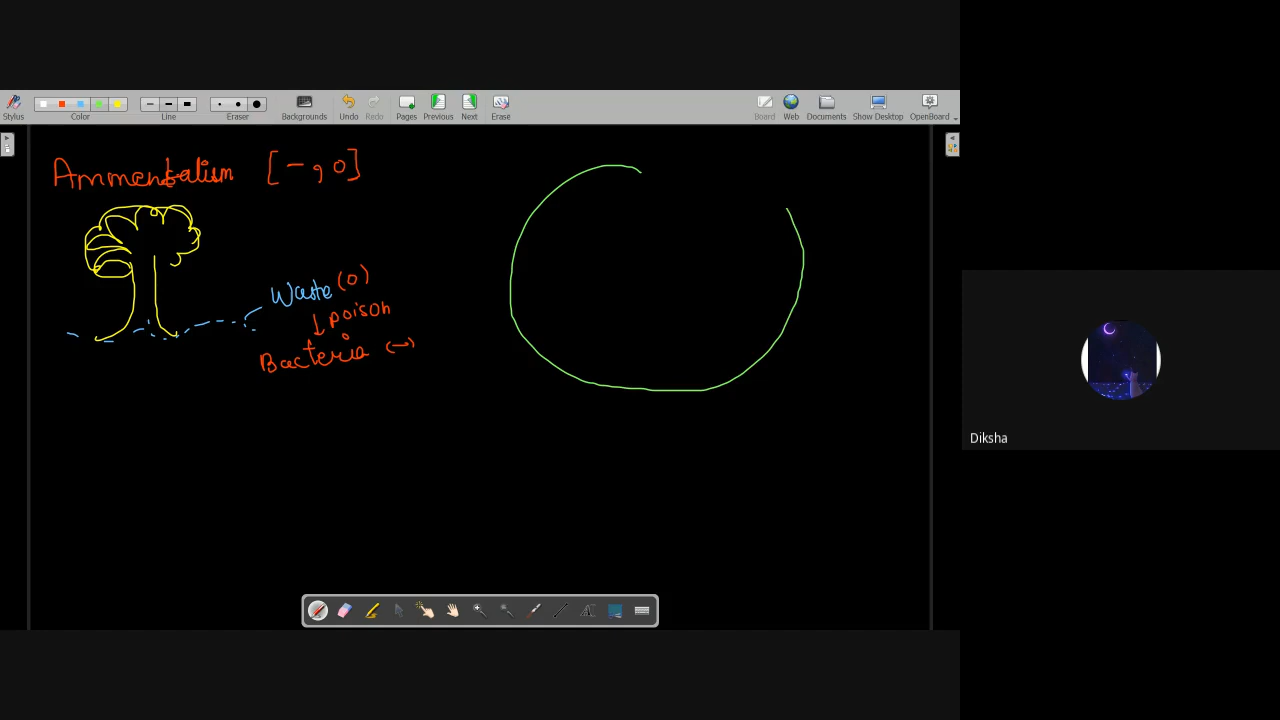 Stylus
Color
Line
Eraser
Backgrounds
Undo
Redo
Pages
Previous
Next
Erase
Board
Web
Documents
Show Desktop
OpenBoard
Ammentalism [-, 0]
Waste (0)
↓ poison
Bacteria (-)
Diksha